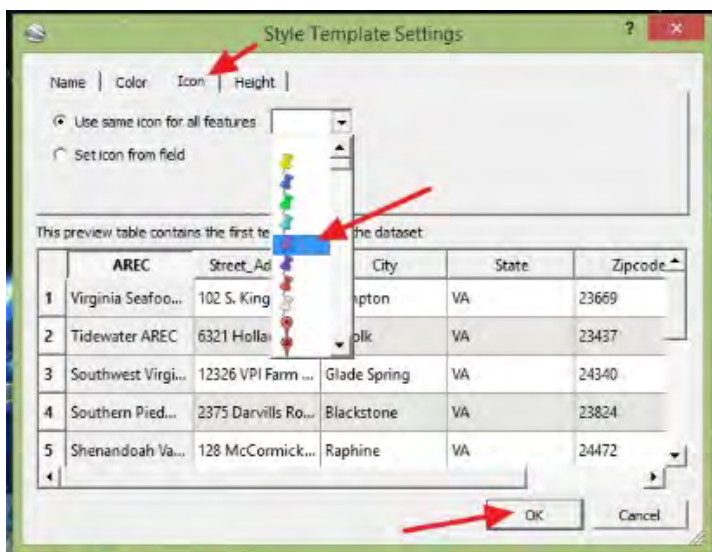 Style Template Settings
?
Name | Color Icon | Height |
Use same icon for all features
Set icon from field
This preview table contains the first te he dataset
AREC Street_Ad City State Zipcode
1 Virginia Seafoo... 102 S. King pton VA 23669
2 Tidewater AREC 6321 Holla olk VA 23437
3 Southwest Virgi... 12326 VPI Farm ... Glade Spring VA 24340
4 Southern Pied... 2375 Darvills Ro... Blackstone VA 23824
5 Shenandoah Va... 128 McCormick... Raphine VA 24472
OK Cancel